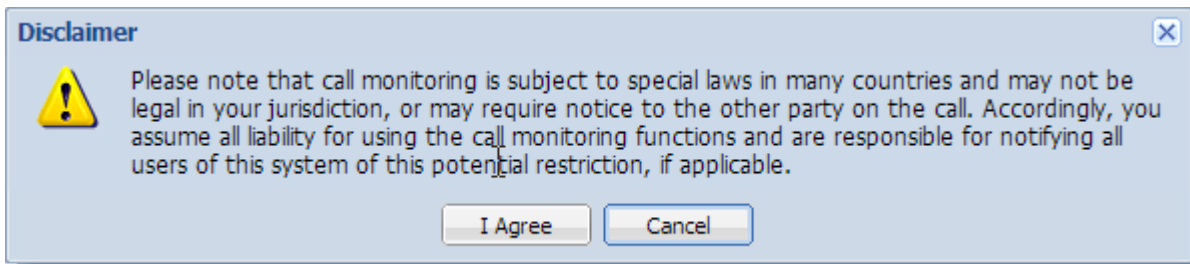 Disclaimer
Please note that call monitoring is subject to special laws in many countries and may not be
legal in your jurisdiction, or may require notice to the other party on the call. Accordingly, you
assume all liability for using the call monitoring functions and are responsible for notifying all
users of this system of this potential restriction, if applicable.
I Agree
Cancel